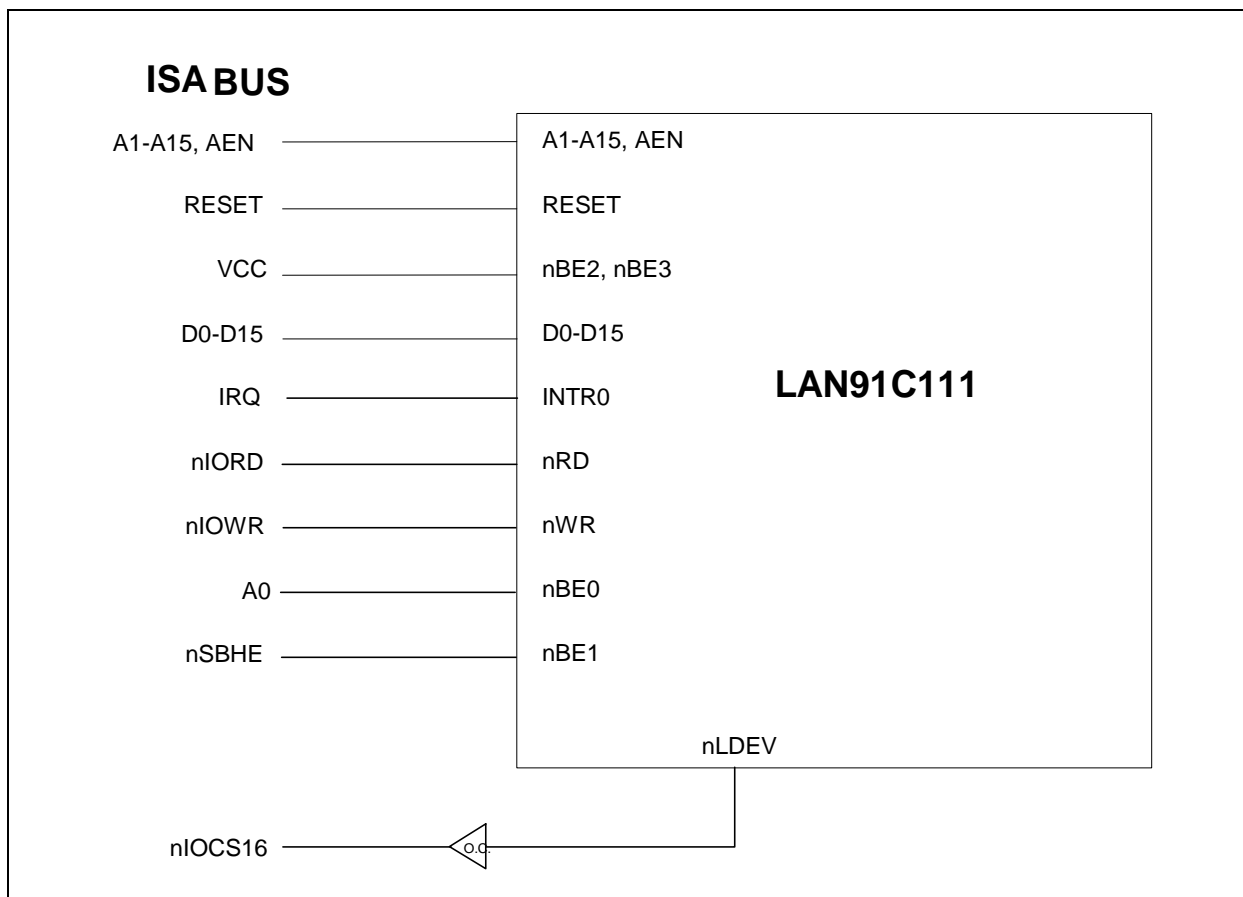 ISA BUS
A1-A15, AEN A1-A15, AEN
RESET RESET
VCC nBE2, nBE3
D0-D15 D0-D15
LAN91C111
IRQ INTR0
nIORD nRD
nIOWR nWR
A0 nBE0
nSBHE nBE1
nLDEV
nIOCS16 O.C.